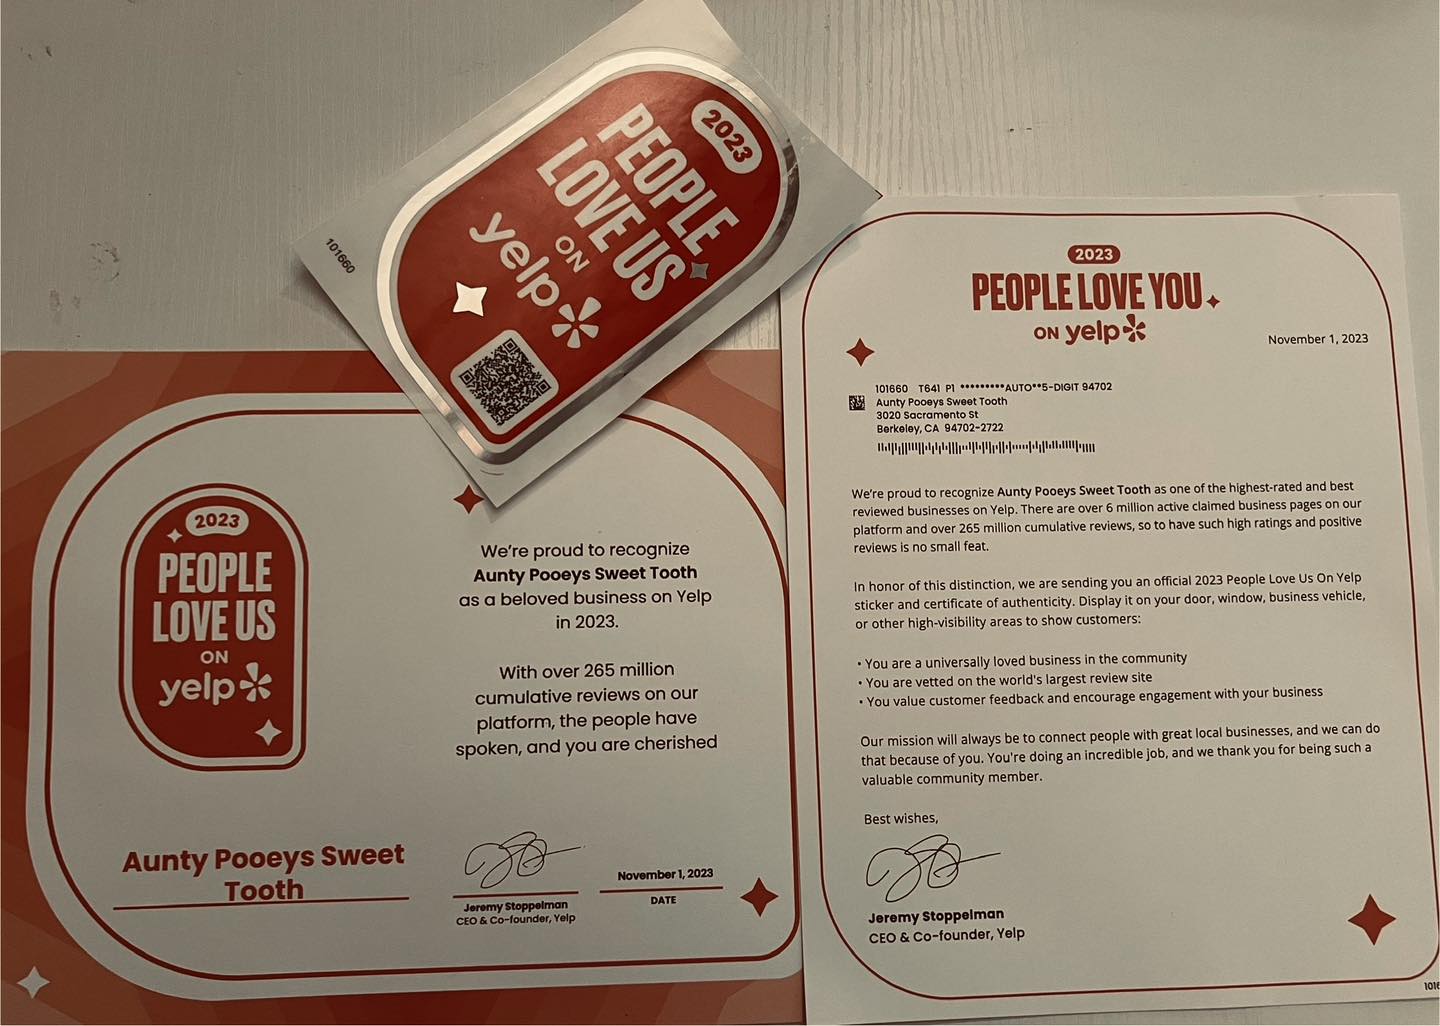 2023
PEOPLE
LOVE US
ON
yelp
101660
2023
PEOPLE
LOVE US
ON
yelp
We're proud to recognize
Aunty Pooeys Sweet Tooth
as a beloved business on Yelp
in 2023.
With over 265 million
cumulative reviews on our
platform, the people have
spoken, and you are cherished
Aunty Pooeys Sweet
Tooth
Jeremy Stoppelman
CEO & Co-founder, Yelp
November 1, 2023
DATE
2023
PEOPLE LOVE YOU
ON yelp
November 1, 2023
101660 T641 P1 *********AUTO**5-DIGIT 94702
Aunty Pooeys Sweet Tooth
3020 Sacramento St
Berkeley, CA 94702-2722
We're proud to recognize Aunty Pooeys Sweet Tooth as one of the highest-rated and best
reviewed businesses on Yelp. There are over 6 million active claimed business pages on our
platform and over 265 million cumulative reviews, so to have such high ratings and positive
reviews is no small feat.
In honor of this distinction, we are sending you an official 2023 People Love Us On Yelp
sticker and certificate of authenticity. Display it on your door, window, business vehicle,
or other high-visibility areas to show customers:
• You are a universally loved business in the community
• You are vetted on the world's largest review site
• You value customer feedback and encourage engagement with your business
Our mission will always be to connect people with great local businesses, and we can do
that because of you. You're doing an incredible job, and we thank you for being such a
valuable community member.
Best wishes,
Jeremy Stoppelman
CEO & Co-founder, Yelp